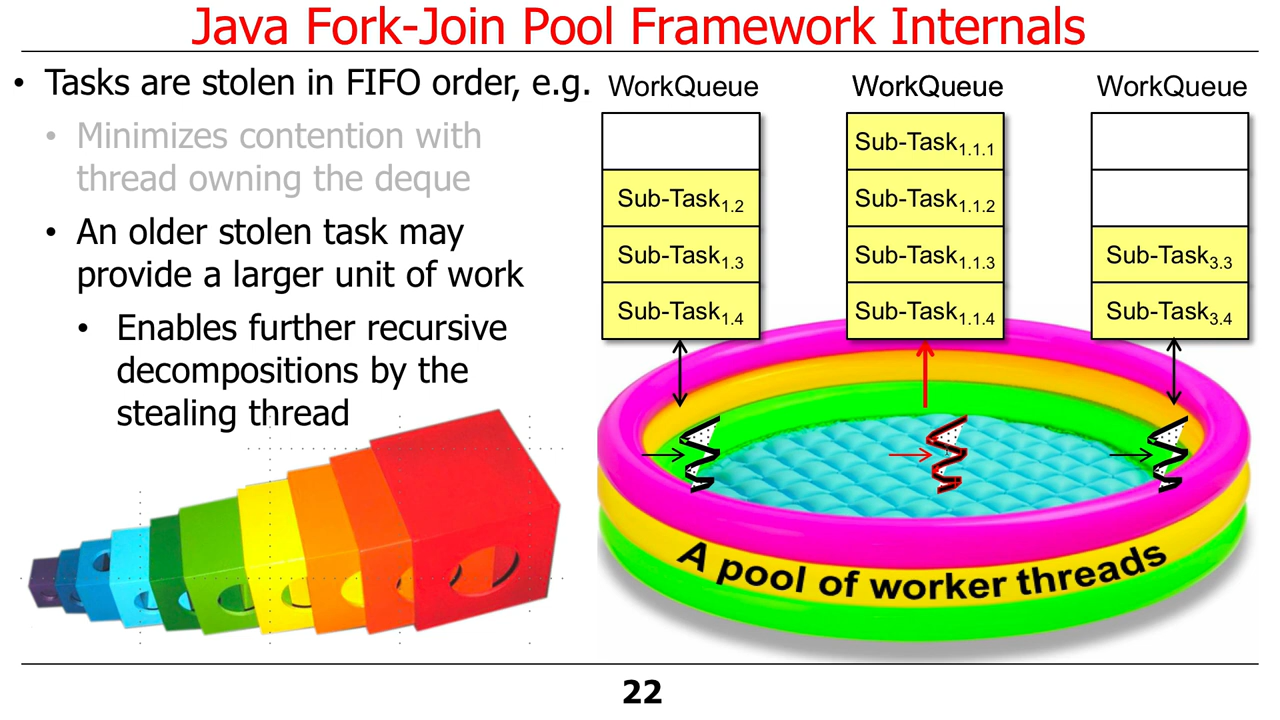 Java Fork-Join Pool Framework Internals
• Tasks are stolen in FIFO order, e.g.
• Minimizes contention with
thread owning the deque
• An older stolen task may
provide a larger unit of work
• Enables further recursive
decompositions by the
stealing thread
WorkQueue
Sub-Task1.2
Sub-Task1.3
Sub-Task1.4
WorkQueue
Sub-Task1.1.1
Sub-Task1.1.2
Sub-Task1.1.3
Sub-Task1.1.4
WorkQueue
Sub-Task3.3
Sub-Task3.4
A pool of worker threads
22